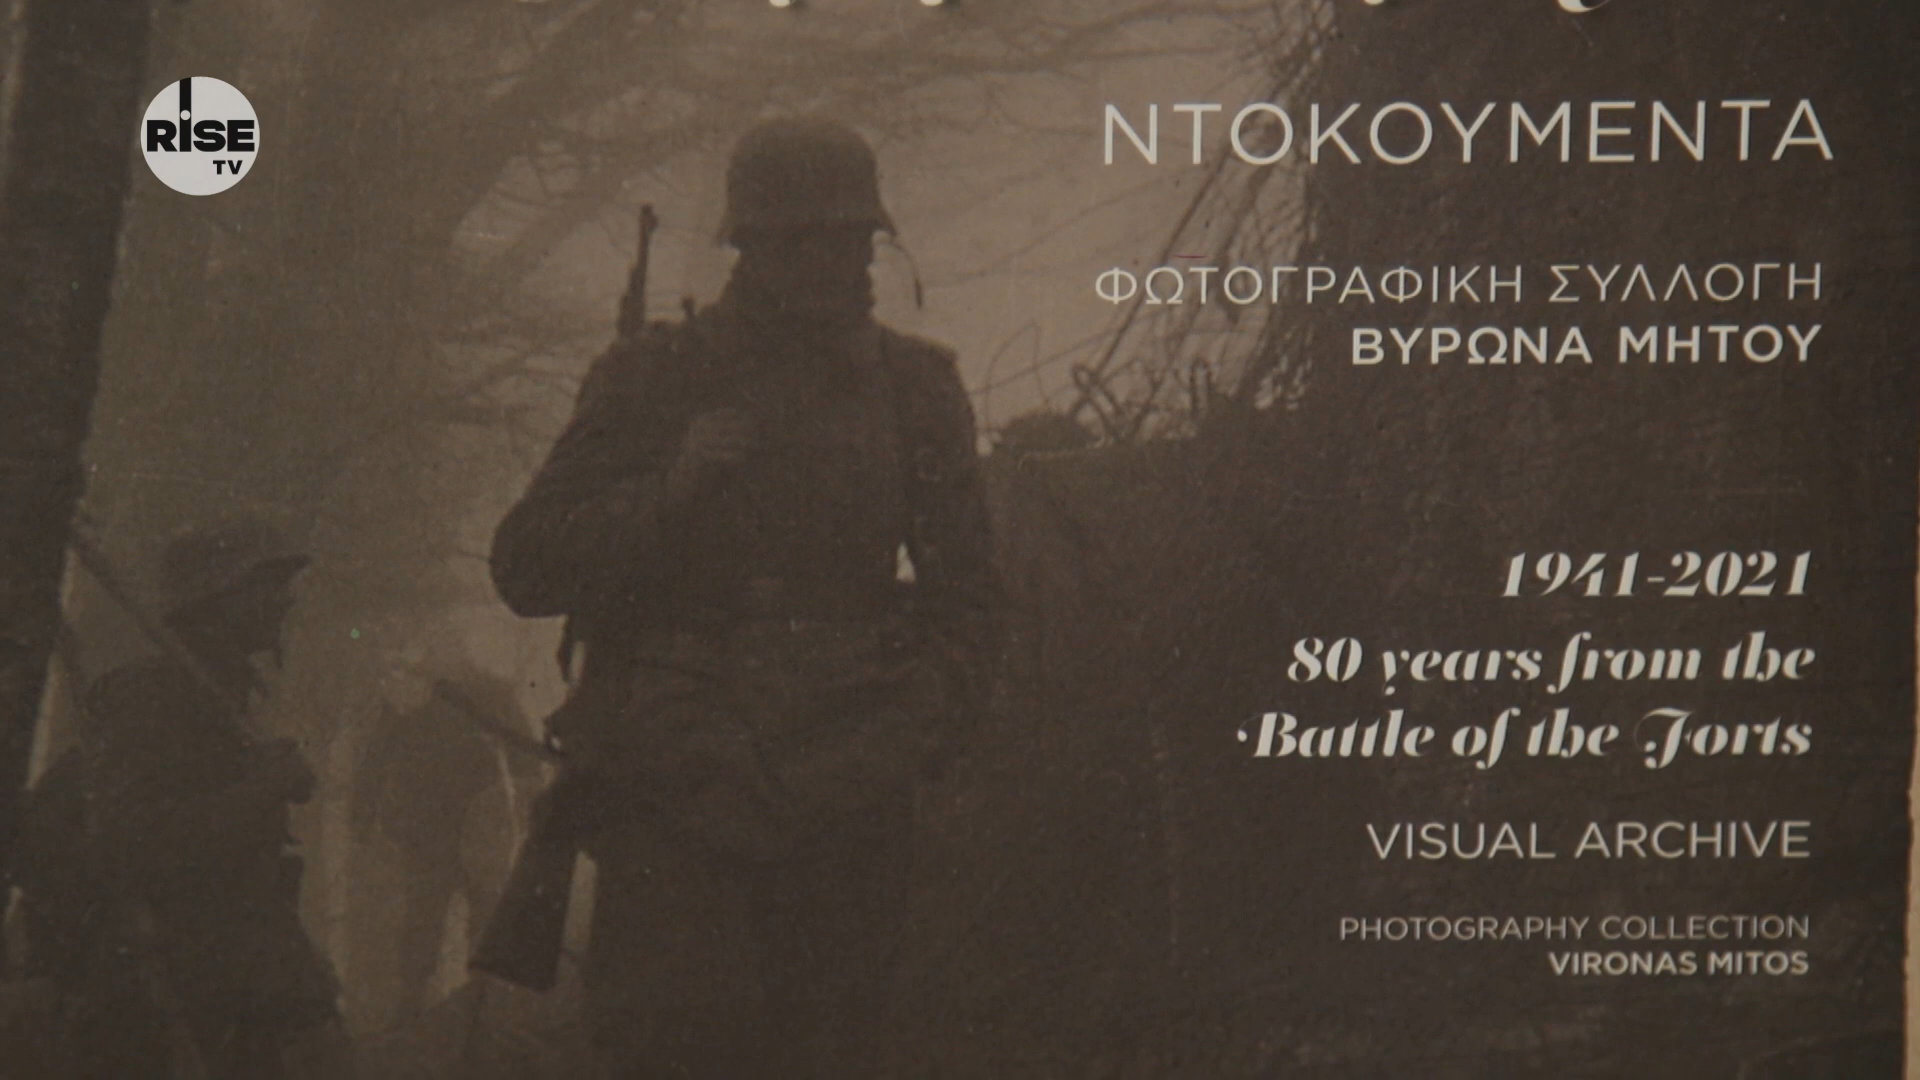 RISE
TV
ΝΤΟΚΟΥΜΕΝΤΑ
ΦΩΤΟΓΡΑΦΙΚΗ ΣΥΛΛΟΓΗ
ΒΥΡΩΝΑ ΜΗΤΟΥ
1941-2021
80 years from the
Battle of the Forts
VISUAL ARCHIVE
PHOTOGRAPHY COLLECTION
VIRONAS MITOS